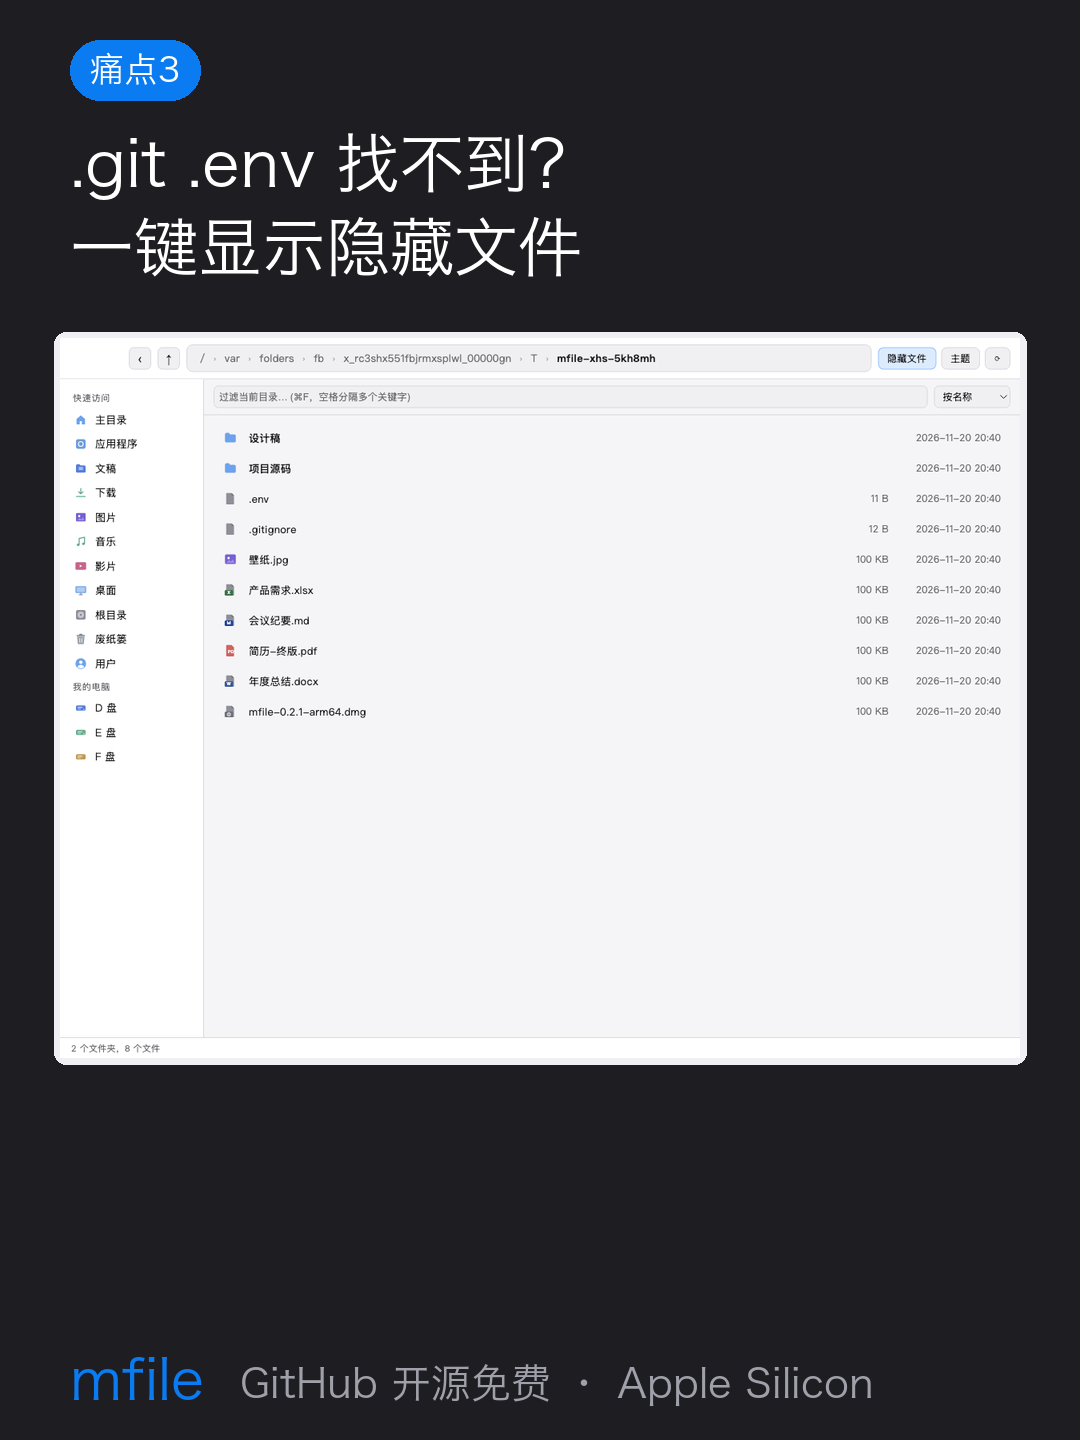 痛点3
.git .env 找不到?
一键显示隐藏文件
‹ ↑ / › var › folders › fb › x_rc3shx551fbjrmxsplwl_00000gn › T › mfile-xhs-5kh8mh 隐藏文件 主题 ⟳
快速访问
主目录
应用程序
文稿
下载
图片
音乐
影片
桌面
根目录
废纸篓
用户
我的电脑
D 盘
E 盘
F 盘
过滤当前目录... (⌘F, 空格分隔多个关键字) 按名称
设计稿 2026-11-20 20:40
项目源码 2026-11-20 20:40
.env 11 B 2026-11-20 20:40
.gitignore 12 B 2026-11-20 20:40
壁纸.jpg 100 KB 2026-11-20 20:40
产品需求.xlsx 100 KB 2026-11-20 20:40
会议纪要.md 100 KB 2026-11-20 20:40
简历-终版.pdf 100 KB 2026-11-20 20:40
年度总结.docx 100 KB 2026-11-20 20:40
mfile-0.2.1-arm64.dmg 100 KB 2026-11-20 20:40
2 个文件夹, 8 个文件
mfile GitHub 开源免费 · Apple Silicon